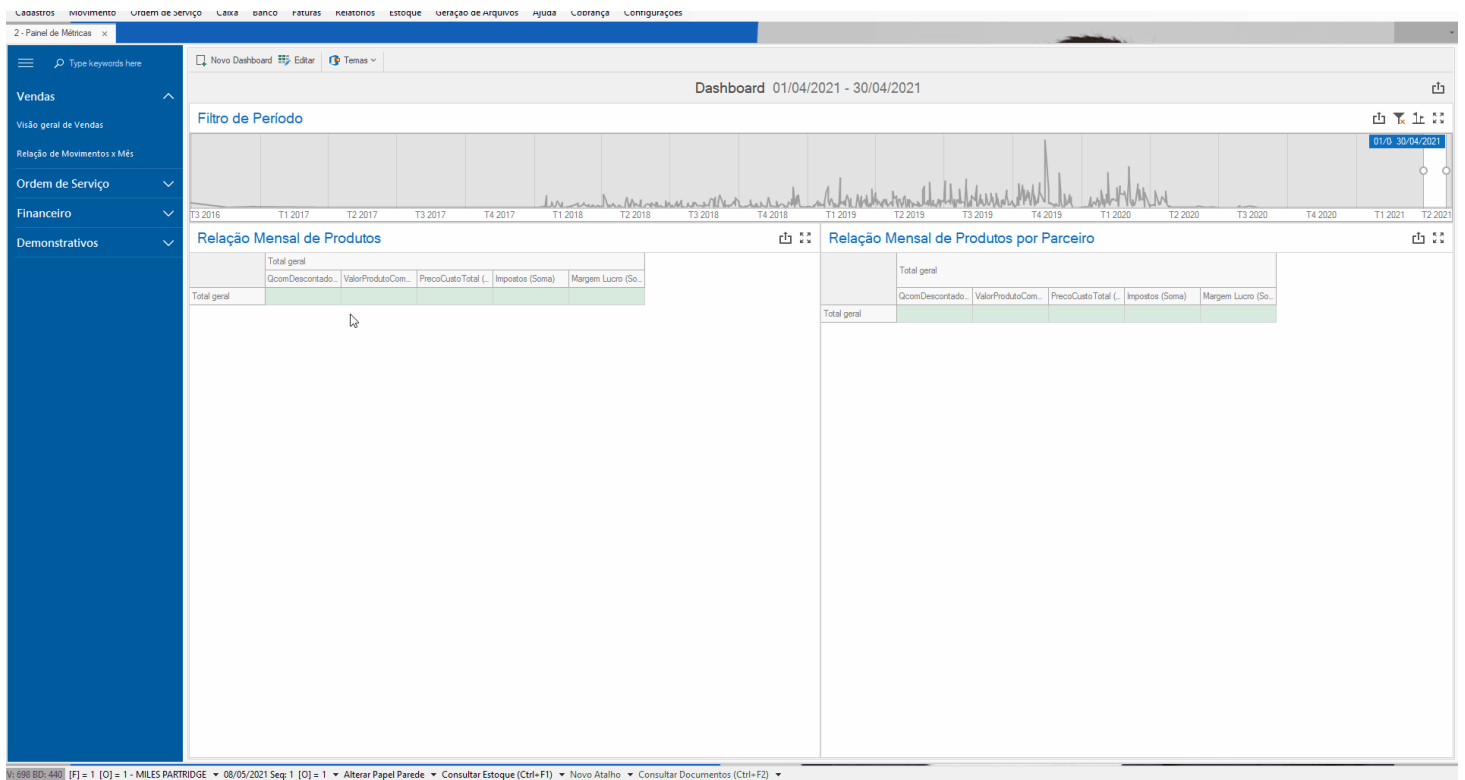 Cadastros Movimento Ordem de Serviço Caixa Banco Faturas Relatórios Estoque Geração de Arquivos Ajuda Cobrança Configurações
2 - Painel de Métricas ×
Type keywords here
Novo Dashboard Editar Temas
Dashboard 01/04/2021 - 30/04/2021
Vendas
Visão geral de Vendas
Relação de Movimentos x Mês
Ordem de Serviço
Financeiro
Demonstrativos
Filtro de Período
01/0 30/04/2021
T3 2016 T1 2017 T2 2017 T3 2017 T4 2017 T1 2018 T2 2018 T3 2018 T4 2018 T1 2019 T2 2019 T3 2019 T4 2019 T1 2020 T2 2020 T3 2020 T4 2020 T1 2021 T2 2021
Relação Mensal de Produtos
Total geral
QcomDescontado... ValorProdutoCom... PrecoCustoTotal (... Impostos (Soma) Margem Lucro (So...
Total geral
Relação Mensal de Produtos por Parceiro
Total geral
QcomDescontado... ValorProdutoCom... PrecoCustoTotal (... Impostos (Soma) Margem Lucro (So...
Total geral
V: 698 BD: 440 [F] = 1 [O] = 1 - MILES PARTRIDGE 08/05/2021 Seq: 1 [O] = 1 Alterar Papel Parede Consultar Estoque (Ctrl+F1) Novo Atalho Consultar Documentos (Ctrl+F2)